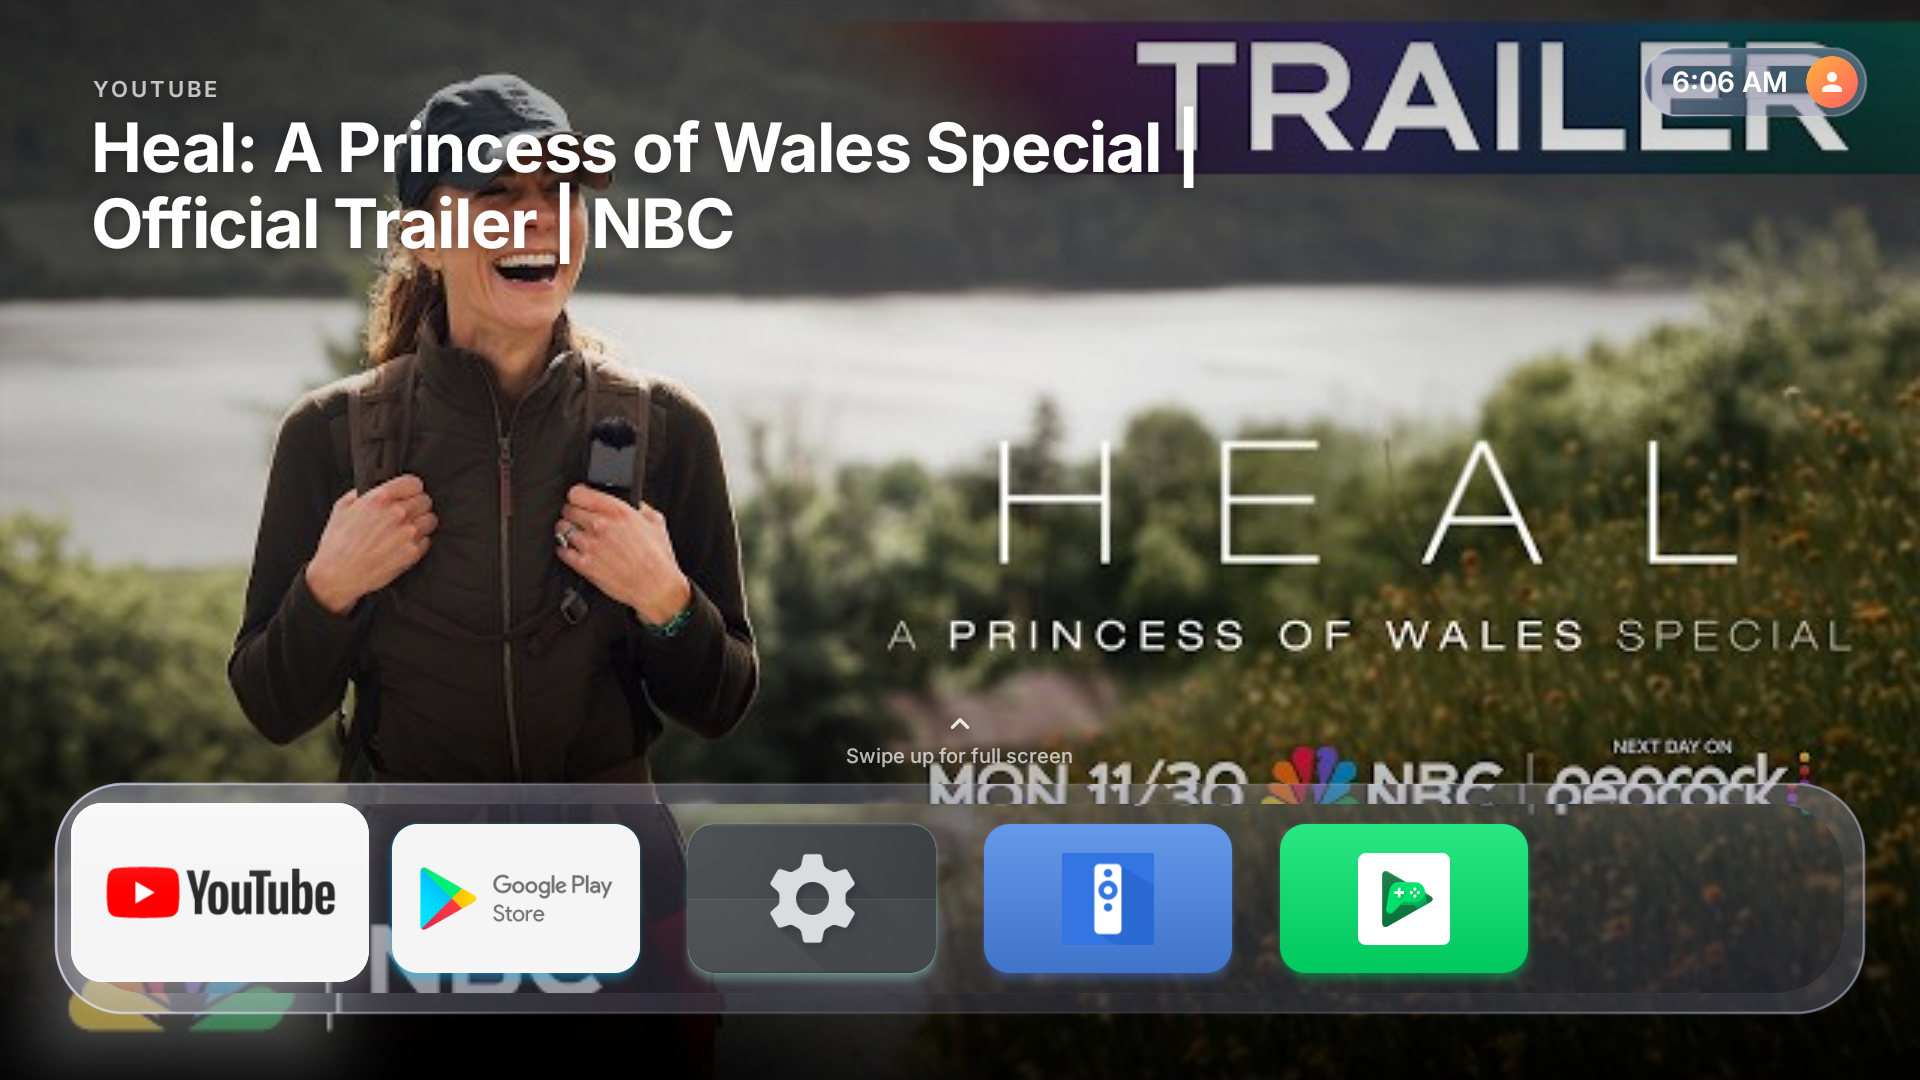 TRAILER
6:06 AM
YOUTUBE
Heal: A Princess of Wales Special |
Official Trailer | NBC
HEAL
A PRINCESS OF WALES SPECIAL
Swipe up for full screen
NEXT DAY ON
MON 11/30 NBC | peacock
YouTube
Google Play
Store
NBC